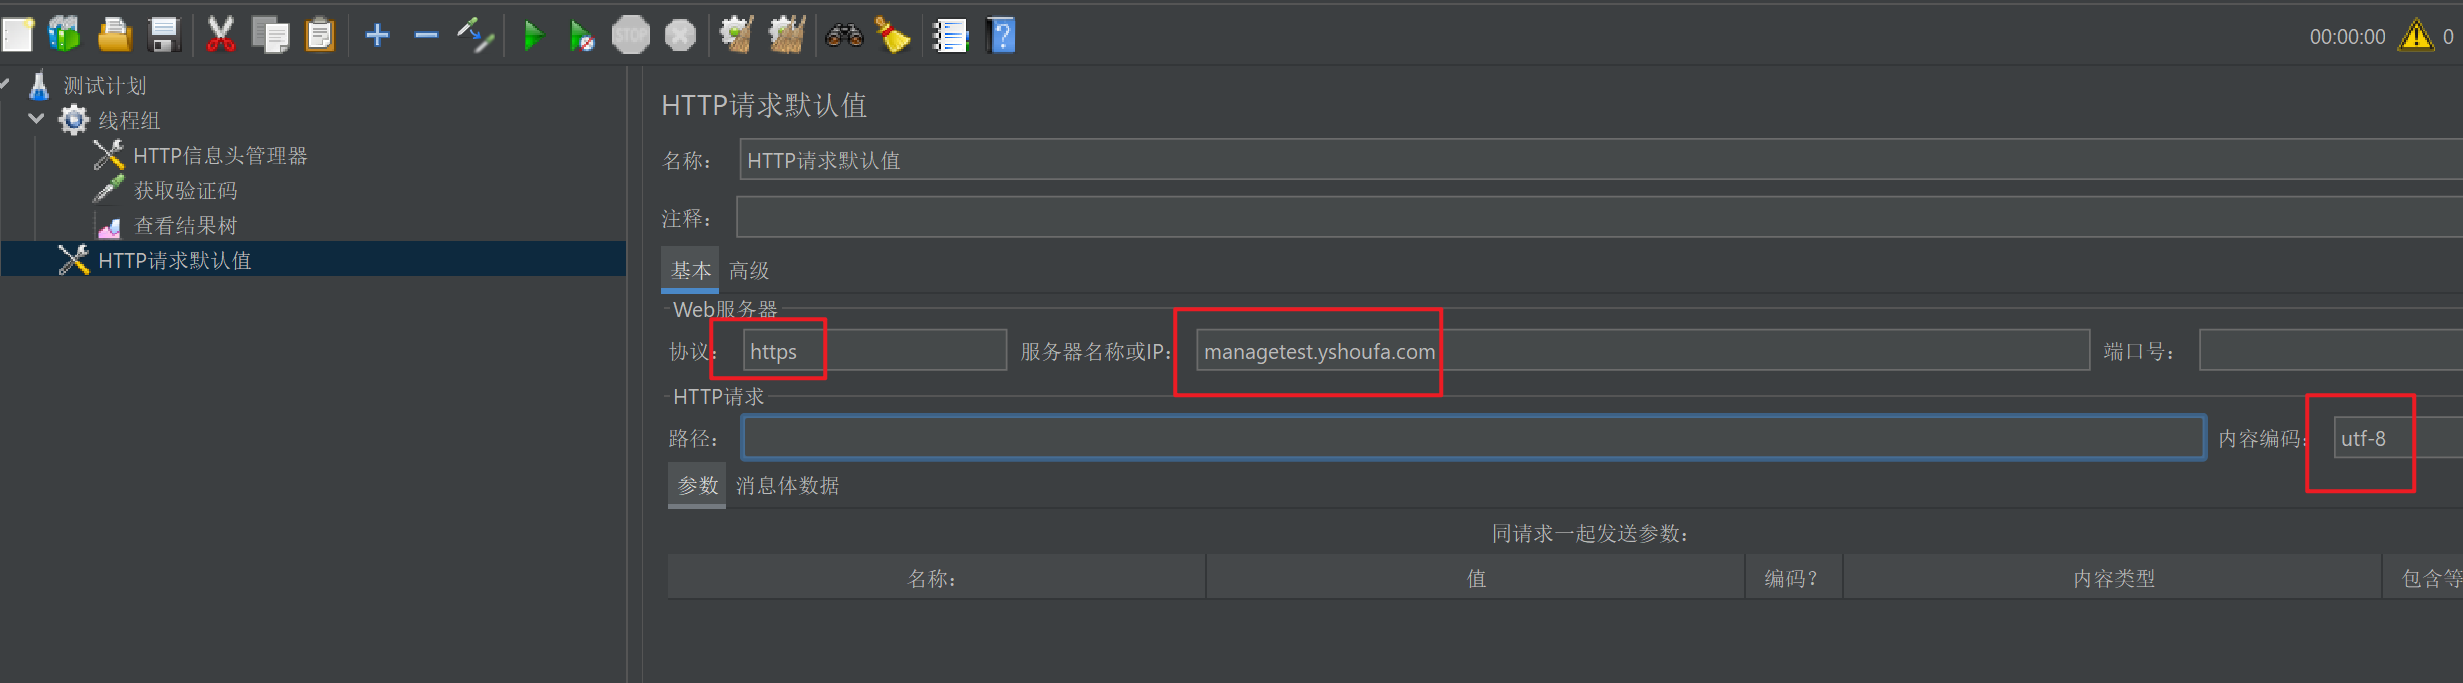 STOP
00:00:00
0
测试计划
线程组
HTTP信息头管理器
获取验证码
查看结果树
HTTP请求默认值
HTTP请求默认值
名称：
HTTP请求默认值
注释：
基本 高级
Web服务器
协议： https 服务器名称或IP： managetest.yshoufa.com 端口号：
HTTP请求
路径： 内容编码： utf-8
参数 消息体数据
同请求一起发送参数：
名称： 值 编码？ 内容类型 包含等